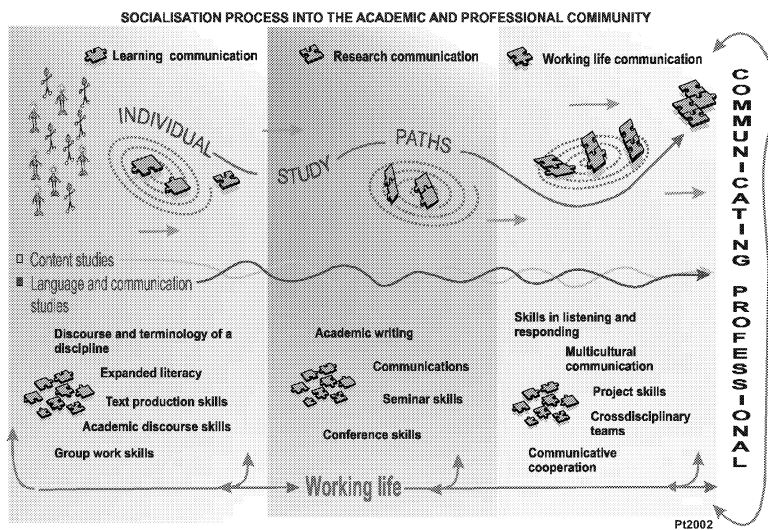 SOCIALISATION PROCESS INTO THE ACADEMIC AND PROFESSIONAL COMIMUNITY
Learning communication
Research communication
Working life communication
INDIVIDUAL
STUDY
PATHS
Content studies
Language and communication
studies
Discourse and terminology of a
discipline
Expanded literacy
Text production skills
Academic discourse skills
Group work skills
Academic writing
Communications
Seminar skills
Conference skills
Skills in listening and
responding
Multicultural
communication
Project skills
Crossdisciplinary
teams
Communicative
cooperation
Working life
COMMUNICATING PROFESSIONAL
Pt2002